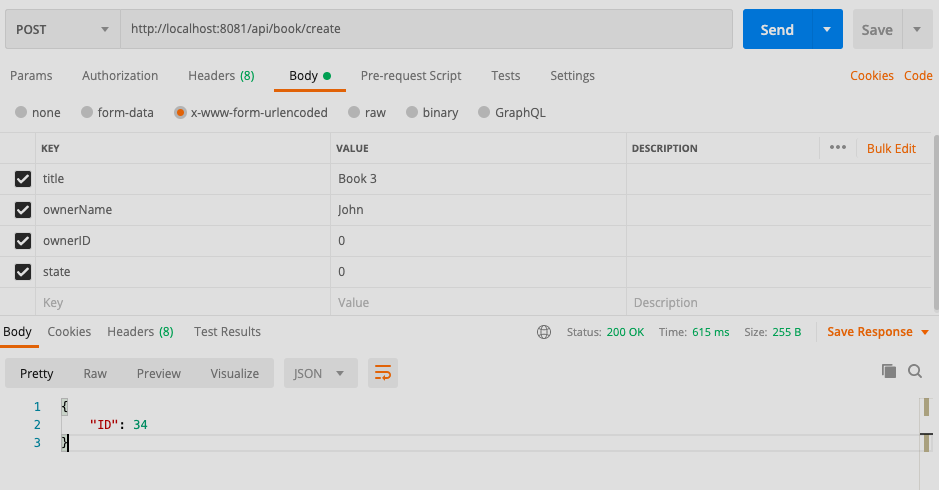 POST http://localhost:8081/api/book/create Send Save
Params Authorization Headers (8) Body Pre-request Script Tests Settings Cookies Code
none form-data x-www-form-urlencoded raw binary GraphQL
KEY VALUE DESCRIPTION ••• Bulk Edit
title Book 3
ownerName John
ownerID 0
state 0
Key Value Description
Body Cookies Headers (8) Test Results Status: 200 OK Time: 615 ms Size: 255 B Save Response
Pretty Raw Preview Visualize JSON
1 {
2 "ID": 34
3 }